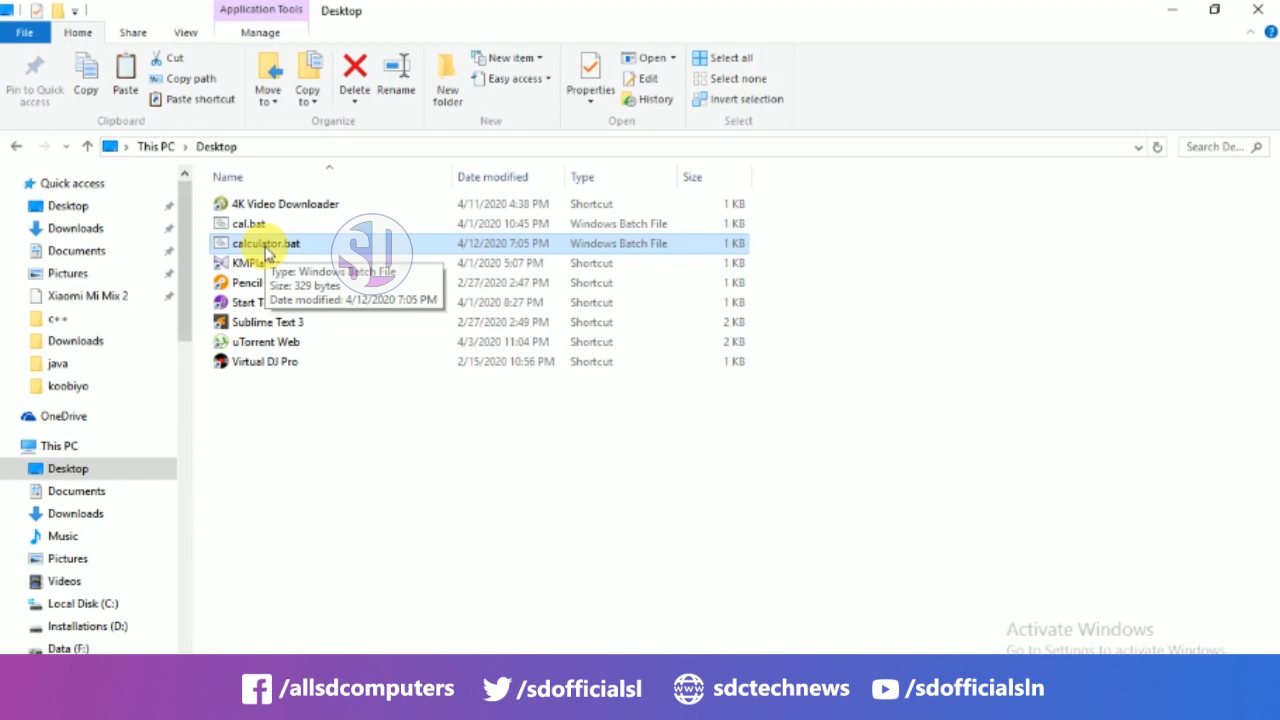 Application Tools
Desktop
File
Home
Share
View
Manage
Pin to Quick access
Copy
Paste
Cut
Copy path
Paste shortcut
Clipboard
Move to
Copy to
Delete
Rename
Organize
New folder
New item
Easy access
New
Properties
Open
Edit
History
Open
Select all
Select none
Invert selection
Select
This PC > Desktop
Search De...
Name Date modified Type Size
4K Video Downloader 4/11/2020 4:38 PM Shortcut 1 KB
cal.bat 4/1/2020 10:45 PM Windows Batch File 1 KB
calculator.bat 4/12/2020 7:05 PM Windows Batch File 1 KB
KMPla 4/1/2020 5:07 PM Shortcut 1 KB
Pencil 2/27/2020 2:47 PM Shortcut 1 KB
Start T 4/1/2020 8:27 PM Shortcut 1 KB
Sublime Text 3 2/27/2020 2:49 PM Shortcut 2 KB
uTorrent Web 4/3/2020 11:04 PM Shortcut 2 KB
Virtual DJ Pro 2/15/2020 10:56 PM Shortcut 1 KB
Type: Windows Batch File
Size: 329 bytes
Date modified: 4/12/2020 7:05 PM
Quick access
Desktop
Downloads
Documents
Pictures
Xiaomi Mi Mix 2
c++
Downloads
java
koobiyo
OneDrive
This PC
Desktop
Documents
Downloads
Music
Pictures
Videos
Local Disk (C:)
Installations (D:)
Data (F:)
Activate Windows
Go to Settings to activate Windows.
/allsdcomputers
/sdofficialsl
sdctechnews
/sdofficialsln